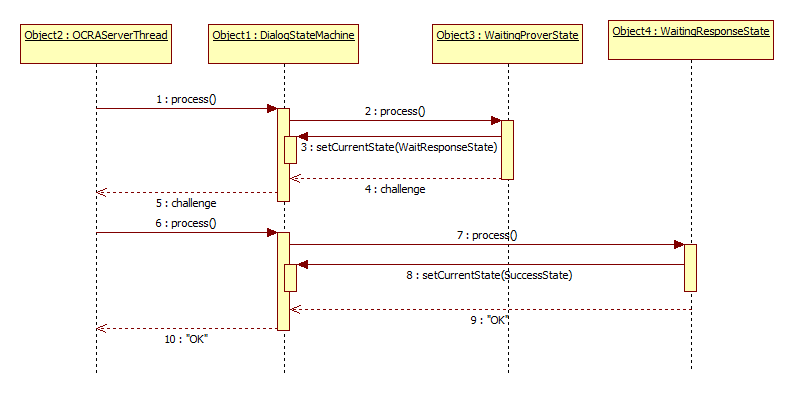 Object2 : OCRAServerThread
Object1 : DialogStateMachine
Object3 : WaitingProverState
Object4 : WaitingResponseState
1 : process()
2 : process()
3 : setCurrentState(WaitResponseState)
4 : challenge
5 : challenge
6 : process()
7 : process()
8 : setCurrentState(SuccessState)
9 : "OK"
10 : "OK"